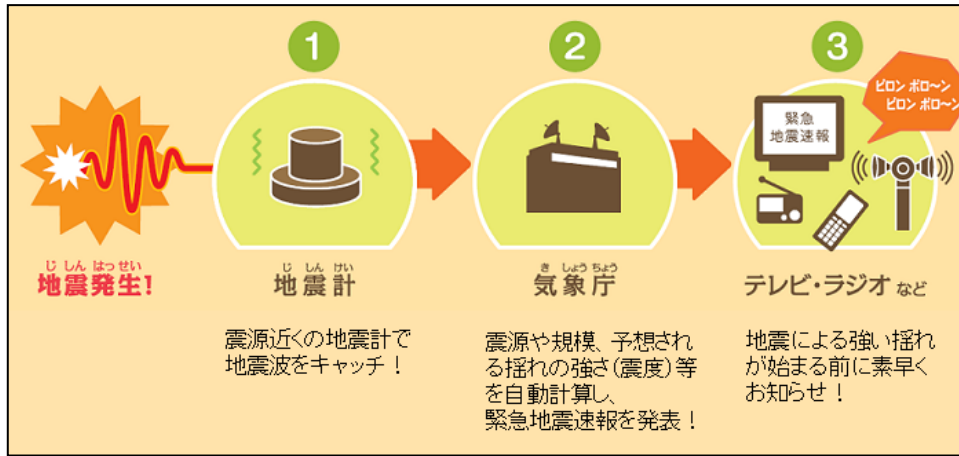 1
2
3
ピロン ポロ〜ン
ピロン ポロ〜ン
緊急
地震速報
じしんはっせい
地震発生!
じしんけい
地震計
きしょうちょう
気象庁
テレビ・ラジオ など
震源近くの地震計で
地震波をキャッチ！
震源や規模、予想され
る揺れの強さ(震度)等
を自動計算し、
緊急地震速報を発表！
地震による強い揺れ
が始まる前に素早く
お知らせ！